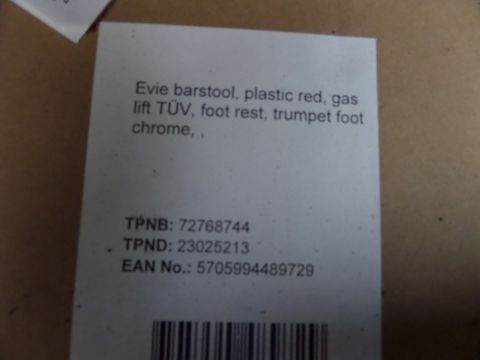 Evie barstool, plastic red, gas
lift TÜV, foot rest, trumpet foot
chrome, ,
TPNB: 72768744
TPND: 23025213
EAN No.: 5705994489729